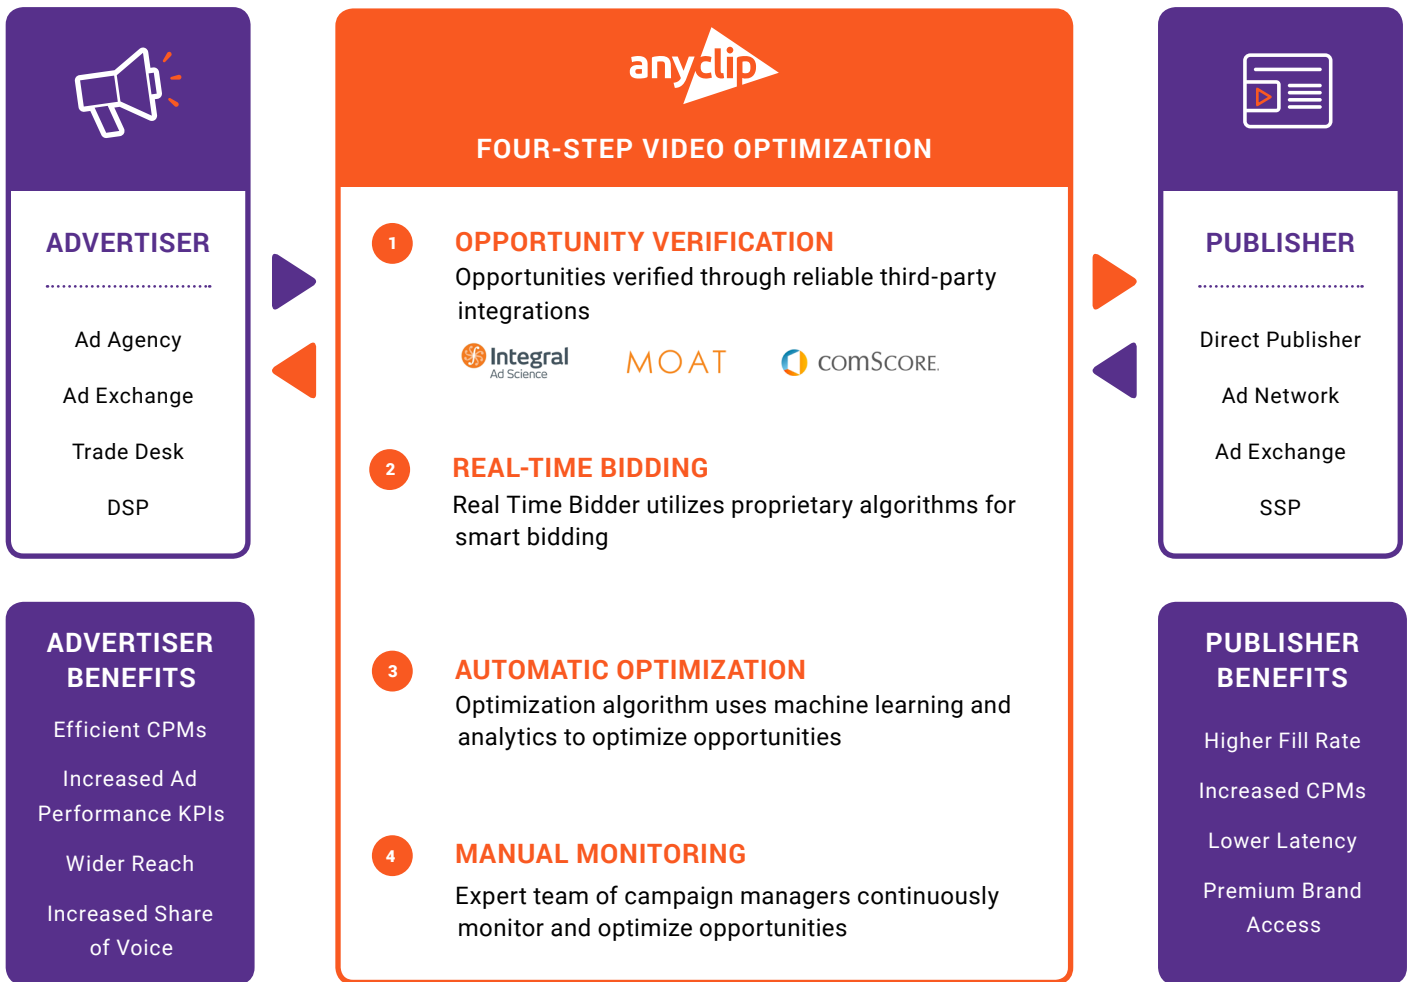 ADVERTISER
Ad Agency
Ad Exchange
Trade Desk
DSP
ADVERTISER
BENEFITS
Efficient CPMs
Increased Ad
Performance KPIs
Wider Reach
Increased Share
of Voice
anyclip
FOUR-STEP VIDEO OPTIMIZATION
1
OPPORTUNITY VERIFICATION
Opportunities verified through reliable third-party
integrations
Integral
Ad Science
MOAT
comSCORE.
2
REAL-TIME BIDDING
Real Time Bidder utilizes proprietary algorithms for
smart bidding
3
AUTOMATIC OPTIMIZATION
Optimization algorithm uses machine learning and
analytics to optimize opportunities
4
MANUAL MONITORING
Expert team of campaign managers continuously
monitor and optimize opportunities
PUBLISHER
Direct Publisher
Ad Network
Ad Exchange
SSP
PUBLISHER
BENEFITS
Higher Fill Rate
Increased CPMs
Lower Latency
Premium Brand
Access